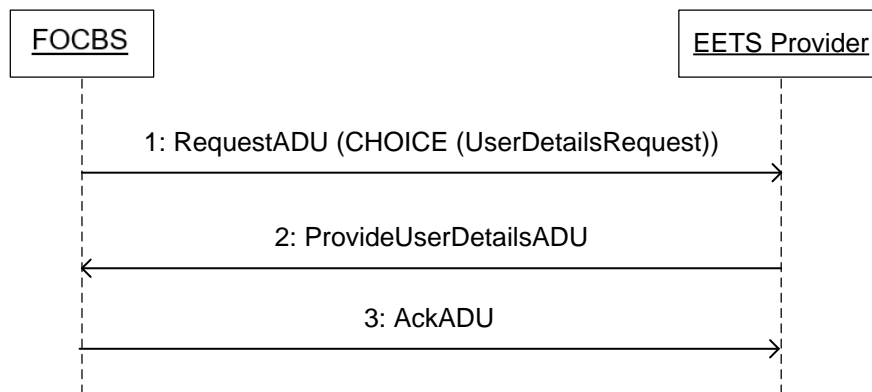 FOCBS
EETS Provider
1: RequestADU (CHOICE (UserDetailsRequest))
2: ProvideUserDetailsADU
3: AckADU